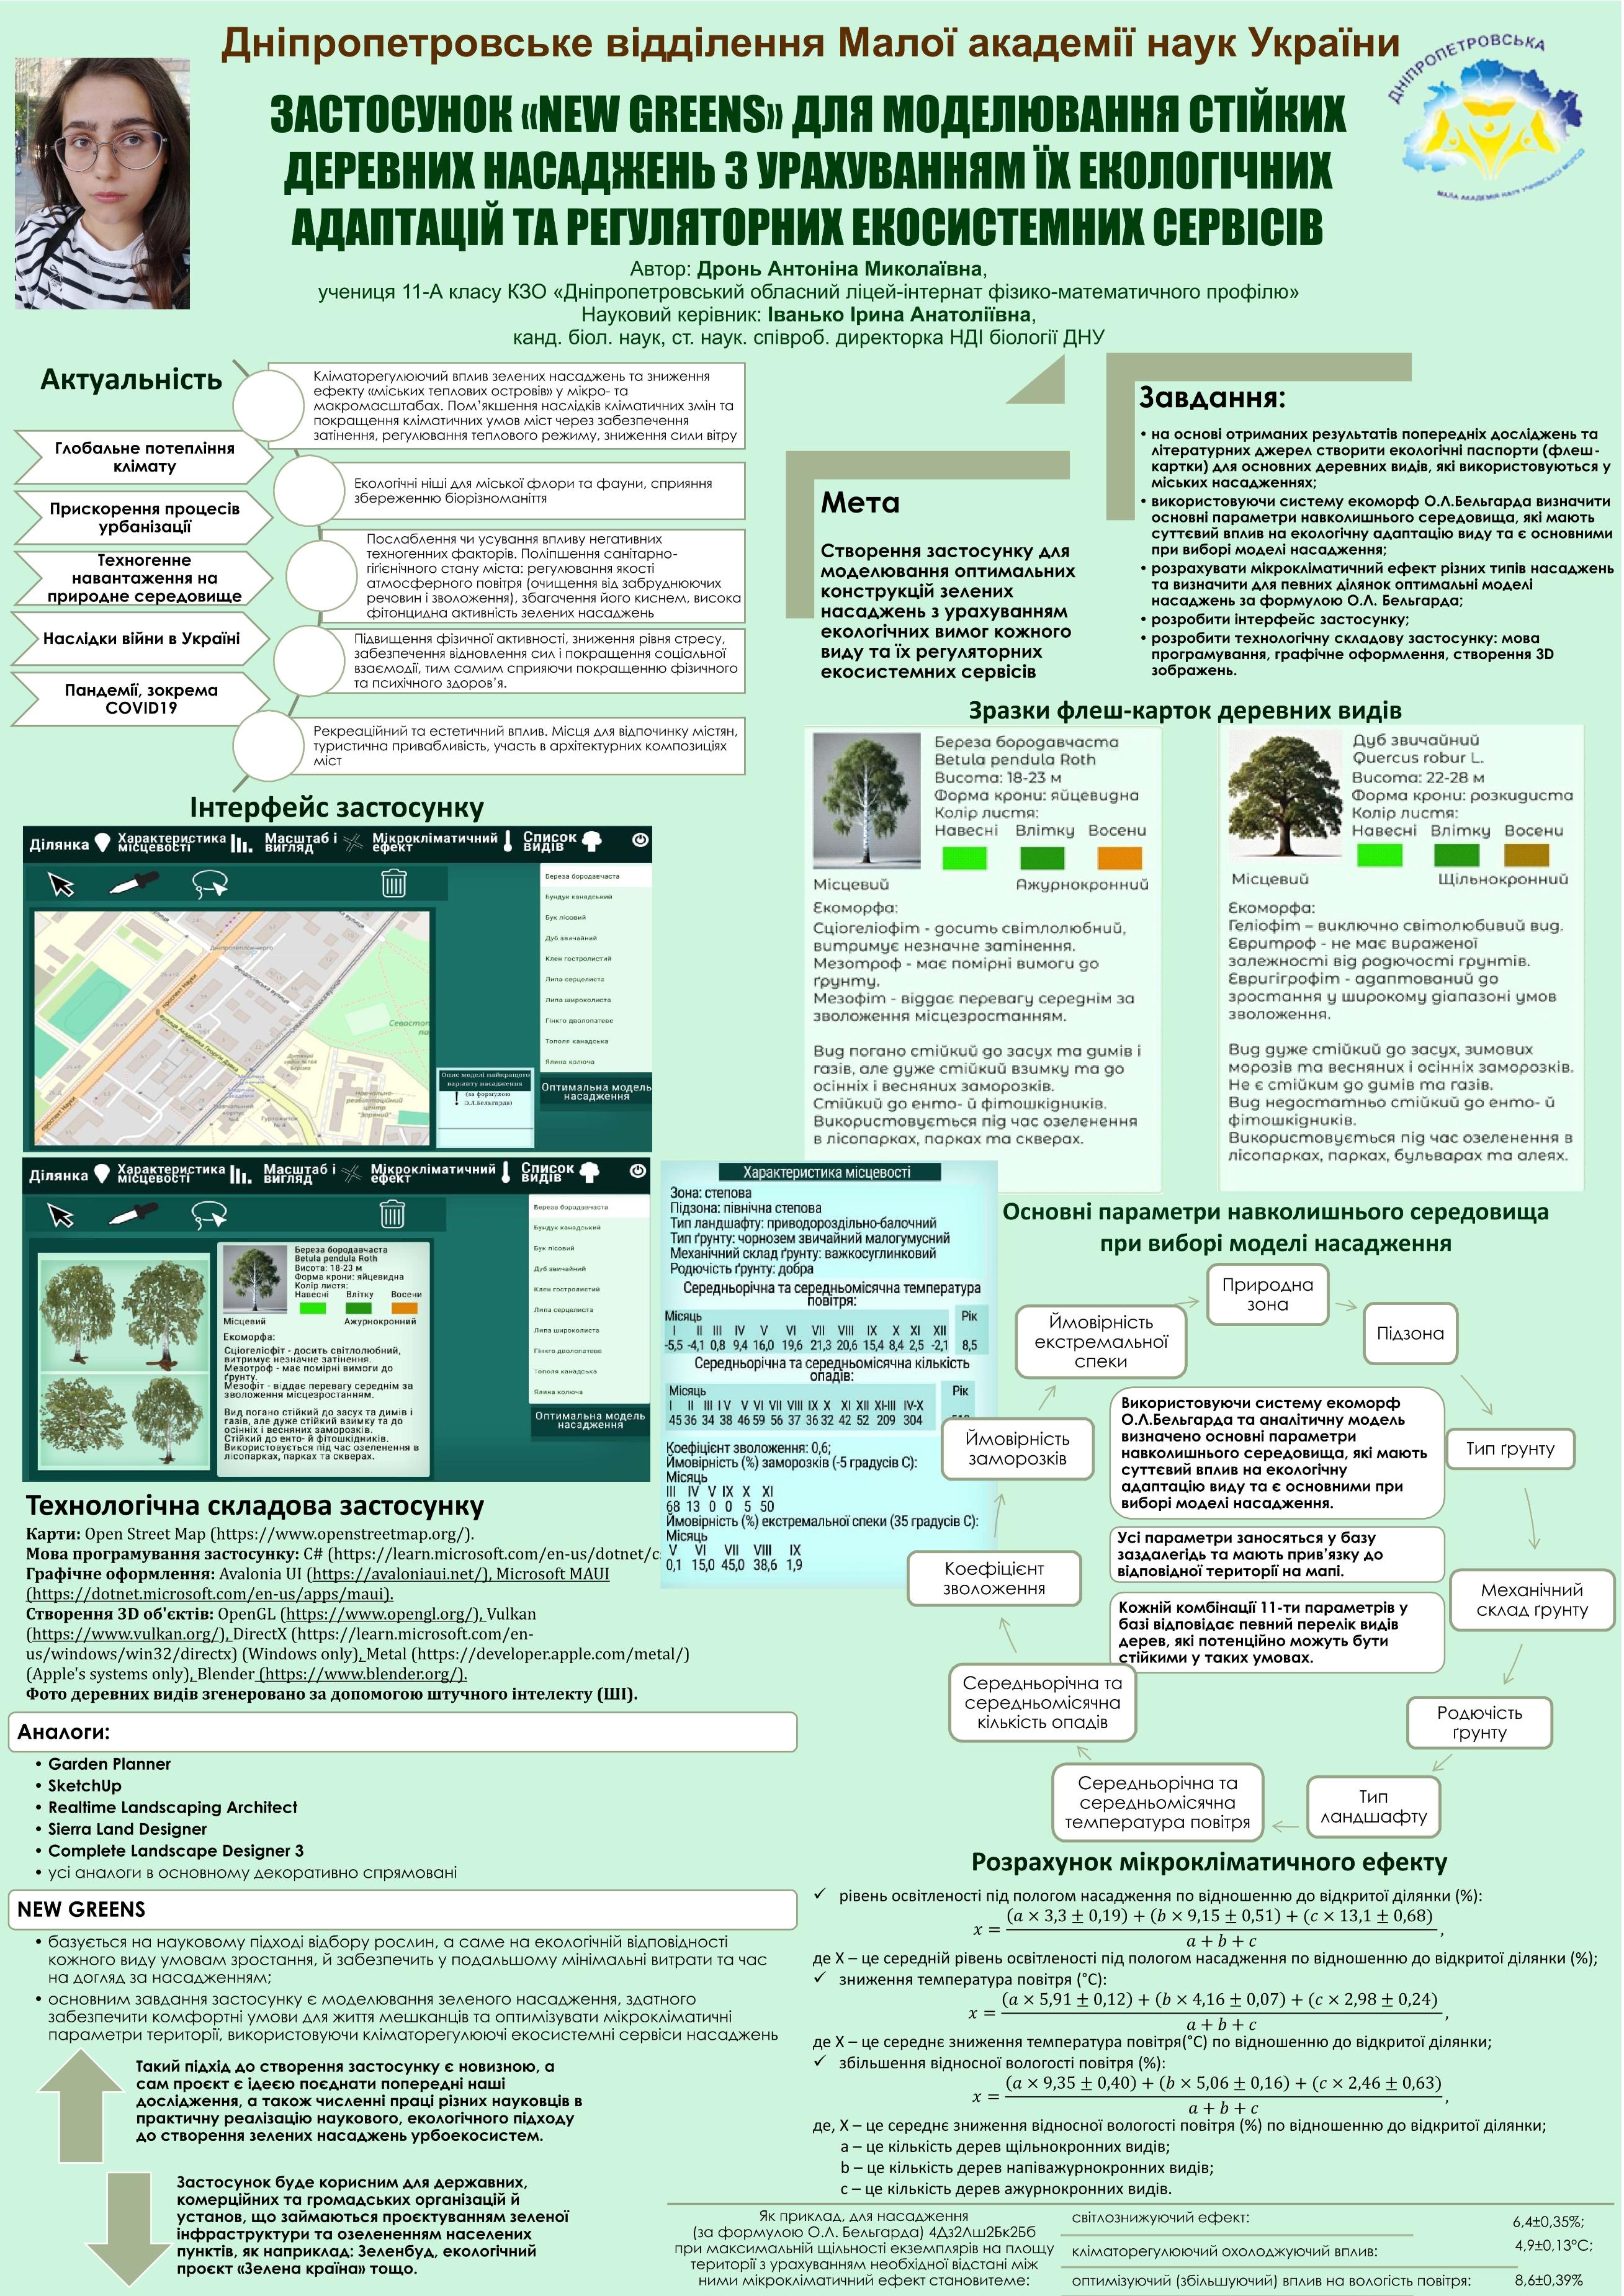 Дніпропетровське відділення Малої академії наук України
ДНІПРОПЕТРОВСЬКА
МАЛА АКАДЕМІЯ НАУК УЧНІВСЬКОЇ МОЛОДІ
ЗАСТОСУНОК «NEW GREENS» ДЛЯ МОДЕЛЮВАННЯ СТІЙКИХ
ДЕРЕВНИХ НАСАДЖЕНЬ З УРАХУВАННЯМ ЇХ ЕКОЛОГІЧНИХ
АДАПТАЦІЙ ТА РЕГУЛЯТОРНИХ ЕКОСИСТЕМНИХ СЕРВІСІВ
Автор: Дронь Антоніна Миколаївна,
учениця 11-А класу КЗО «Дніпропетровський обласний ліцей-інтернат фізико-математичного профілю»
Науковий керівник: Іванько Ірина Анатоліївна,
канд. біол. наук, ст. наук. співроб. директорка НДІ біології ДНУ
Актуальність
Глобальне потепління
клімату
Прискорення процесів
урбанізації
Техногенне
навантаження на
природне середовище
Наслідки війни в Україні
Пандемії, зокрема
COVID19
Кліматорегулюючий вплив зелених насаджень та зниження
ефекту «міських теплових островів» у мікро- та
макромасштабах. Пом’якшення наслідків кліматичних змін та
покращення кліматичних умов міст через забезпечення
затінення, регулювання теплового режиму, зниження сили вітру
Екологічні ніші для міської флори та фауни, сприяння
збереженню біорізноманіття
Послаблення чи усування впливу негативних
техногенних факторів. Поліпшення санітарно-
гігієнічного стану міста: регулювання якості
атмосферного повітря (очищення від забруднюючих
речовин і зволоження), збагачення його киснем, висока
фітонцидна активність зелених насаджень
Підвищення фізичної активності, зниження рівня стресу,
забезпечення відновлення сил і покращення соціальної
взаємодії, тим самим сприяючи покращенню фізичного
та психічного здоров’я.
Рекреаційний та естетичний вплив. Місця для відпочинку містян,
туристична привабливість, участь в архітектурних композиціях
міст
Мета
Створення застосунку для
моделювання оптимальних
конструкцій зелених
насаджень з урахуванням
екологічних вимог кожного
виду та їх регуляторних
екосистемних сервісів
Завдання:
• на основі отриманих результатів попередніх досліджень та
літературних джерел створити екологічні паспорти (флеш-
картки) для основних деревних видів, які використовуються у
міських насадженнях;
• використовуючи систему екоморф О.Л.Бельгарда визначити
основні параметри навколишнього середовища, які мають
суттєвий вплив на екологічну адаптацію виду та є основними
при виборі моделі насадження;
• розрахувати мікрокліматичний ефект різних типів насаджень
та визначити для певних ділянок оптимальні моделі
насаджень за формулою О.Л. Бельгарда;
• розробити інтерфейс застосунку;
• розробити технологічну складову застосунку: мова
програмування, графічне оформлення, створення 3D
зображень.
Зразки флеш-карток деревних видів
Береза бородавчаста
Betula pendula Roth
Висота: 18-23 м
Форма крони: яйцевидна
Колір листя:
Навесні Влітку Восени
Місцевий Ажурнокронний
Екоморфа:
Сціогеліофіт - досить світлолюбний,
витримує незначне затінення.
Мезотроф - має помірні вимоги до
ґрунту.
Мезофіт - віддає перевагу середнім за
зволоження місцезростанням.
Вид погано стійкий до засух та димів і
газів, але дуже стійкий взимку та до
осінніх і весняних заморозків.
Стійкий до енто- й фітошкідників.
Використовується під час озеленення
в лісопарках, парках та скверах.
Дуб звичайний
Quercus robur L.
Висота: 22-28 м
Форма крони: розкидиста
Колір листя:
Навесні Влітку Восени
Місцевий Щільнокронний
Екоморфа:
Геліофіт – виключно світолюбивий вид.
Євритроф - не має вираженої
залежності від родючості грунтів.
Євригігрофіт - адаптований до
зростання у широкому діапазоні умов
зволоження.
Вид дуже стійкий до засух, зимових
морозів та весняних і осінніх заморозків.
Не є стійким до димів та газів.
Вид недостатньо стійкий до енто- й
фітошкідників.
Використовується під час озеленення в
лісопарках, парках, бульварах та алеях.
Інтерфейс застосунку
Ділянка Характеристика місцевості Масштаб і вигляд Мікрокліматичний ефект Список видів
Береза бородавчаста
Бундук канадський
Бук лісовий
Дуб звичайний
Клен гостролистий
Липа серцелиста
Липа широколиста
Гінкго дволопатеве
Тополя канадська
Ялина колюча
Опис моделі найкращого
варіанту насадження
(за формулою
О.Л.Бельгарда)
!
Оптимальна модель
насадження
Ділянка Характеристика місцевості Масштаб і вигляд Мікрокліматичний ефект Список видів
Береза бородавчаста
Betula pendula Roth
Висота: 18-23 м
Форма крони: яйцевидна
Колір листя:
Навесні Влітку Восени
Місцевий Ажурнокронний
Екоморфа:
Сціогеліофіт - досить світлолюбний,
витримує незначне затінення.
Мезотроф - має помірні вимоги до
ґрунту.
Мезофіт - віддає перевагу середнім за
зволоження місцезростанням.
Вид погано стійкий до засух та димів і
газів, але дуже стійкий взимку та до
осінніх і весняних заморозків.
Стійкий до енто- й фітошкідників.
Використовується під час озеленення в
лісопарках, парках та скверах.
Береза бородавчаста
Бундук канадський
Бук лісовий
Дуб звичайний
Клен гостролистий
Липа серцелиста
Липа широколиста
Гінкго дволопатеве
Тополя канадська
Ялина колюча
Оптимальна модель
насадження
Характеристика місцевості
Зона: степова
Підзона: північна степова
Тип ландшафту: приводороздільно-балочний
Тип ґрунту: чорнозем звичайний малогумусний
Механічний склад ґрунту: важкосуглинковий
Родючість ґрунту: добра
Середньорічна та середньомісячна температура
повітря:
Місяць Рік
I II III IV V VI VII VIII IX X XI XII
-5,5 -4,1 0,8 9,4 16,0 19,6 21,3 20,6 15,4 8,4 2,5 -2,1 8,5
Середньорічна та середньомісячна кількість
опадів:
Місяць Рік
I II III IV V VI VII VIII IX X XI XII XI-III IV-X
45 36 34 38 46 59 56 37 36 32 42 52 209 304
Коефіцієнт зволоження: 0,6;
Ймовірність (%) заморозків (-5 градусів С):
Місяць
III IV V IX X XI
68 13 0 0 5 50
Ймовірність (%) екстремальної спеки (35 градусів С):
Місяць
V VI VII VIII IX
0,1 15,0 45,0 38,6 1,9
Основні параметри навколишнього середовища
при виборі моделі насадження
Природна
зона
Підзона
Тип ґрунту
Механічний
склад ґрунту
Родючість
ґрунту
Тип
ландшафту
Середньорічна та
середньомісячна
температура повітря
Середньорічна та
середньомісячна
кількість опадів
Коефіцієнт
зволоження
Ймовірність
заморозків
Ймовірність
екстремальної
спеки
Використовуючи систему екоморф
О.Л.Бельгарда та аналітичну модель
визначено основні параметри
навколишнього середовища, які мають
суттєвий вплив на екологічну
адаптацію виду та є основними при
виборі моделі насадження.
Усі параметри заносяться у базу
заздалегідь та мають прив’язку до
відповідної території на мапі.
Кожній комбінації 11-ти параметрів у
базі відповідає певний перелік видів
дерев, які потенційно можуть бути
стійкими у таких умовах.
Технологічна складова застосунку
Карти: Open Street Map (https://www.openstreetmap.org/).
Мова програмування застосунку: C# (https://learn.microsoft.com/en-us/dotnet/c
Графічне оформлення: Avalonia UI (https://avaloniaui.net/), Microsoft MAUI
(https://dotnet.microsoft.com/en-us/apps/maui).
Створення 3D об'єктів: OpenGL (https://www.opengl.org/), Vulkan
(https://www.vulkan.org/), DirectX (https://learn.microsoft.com/en-
us/windows/win32/directx) (Windows only), Metal (https://developer.apple.com/metal/)
(Apple's systems only), Blender (https://www.blender.org/).
Фото деревних видів згенеровано за допомогою штучного інтелекту (ШІ).
Аналоги:
• Garden Planner
• SketchUp
• Realtime Landscaping Architect
• Sierra Land Designer
• Complete Landscape Designer 3
• усі аналоги в основному декоративно спрямовані
NEW GREENS
• базується на науковому підході відбору рослин, а саме на екологічній відповідності
кожного виду умовам зростання, й забезпечить у подальшому мінімальні витрати та час
на догляд за насадженням;
• основним завдання застосунку є моделювання зеленого насадження, здатного
забезпечити комфортні умови для життя мешканців та оптимізувати мікрокліматичні
параметри території, використовуючи кліматорегулюючі екосистемні сервіси насаджень
Такий підхід до створення застосунку є новизною, а
сам проєкт є ідеєю поєднати попередні наші
дослідження, а також численні праці різних науковців в
практичну реалізацію наукового, екологічного підходу
до створення зелених насаджень урбоекосистем.
Застосунок буде корисним для державних,
комерційних та громадських організацій й
установ, що займаються проєктуванням зеленої
інфраструктури та озелененням населених
пунктів, як наприклад: Зеленбуд, екологічний
проєкт «Зелена країна» тощо.
Розрахунок мікрокліматичного ефекту
✓ рівень освітленості під пологом насадження по відношенню до відкритої ділянки (%):
x = (a × 3,3 ± 0,19) + (b × 9,15 ± 0,51) + (c × 13,1 ± 0,68) / a + b + c,
де X – це середній рівень освітленості під пологом насадження по відношенню до відкритої ділянки (%);
✓ зниження температура повітря (°С):
x = (a × 5,91 ± 0,12) + (b × 4,16 ± 0,07) + (c × 2,98 ± 0,24) / a + b + c,
де X – це середнє зниження температура повітря(°С) по відношенню до відкритої ділянки;
✓ збільшення відносної вологості повітря (%):
x = (a × 9,35 ± 0,40) + (b × 5,06 ± 0,16) + (c × 2,46 ± 0,63) / a + b + c,
де, X – це середнє зниження відносної вологості повітря (%) по відношенню до відкритої ділянки;
a – це кількість дерев щільнокронних видів;
b – це кількість дерев напіважурнокронних видів;
c – це кількість дерев ажурнокронних видів.
Як приклад, для насадження
(за формулою О.Л. Бельгарда) 4Дз2Лш2Бк2Бб
при максимальній щільності екземплярів на площу
території з урахуванням необхідної відстані між
ними мікрокліматичний ефект становитеме:
світлознижуючий ефект: 6,4±0,35%;
кліматорегулюючий охолоджуючий вплив: 4,9±0,13°С;
оптимізуючий (збільшуючий) вплив на вологість повітря: 8,6±0,39%